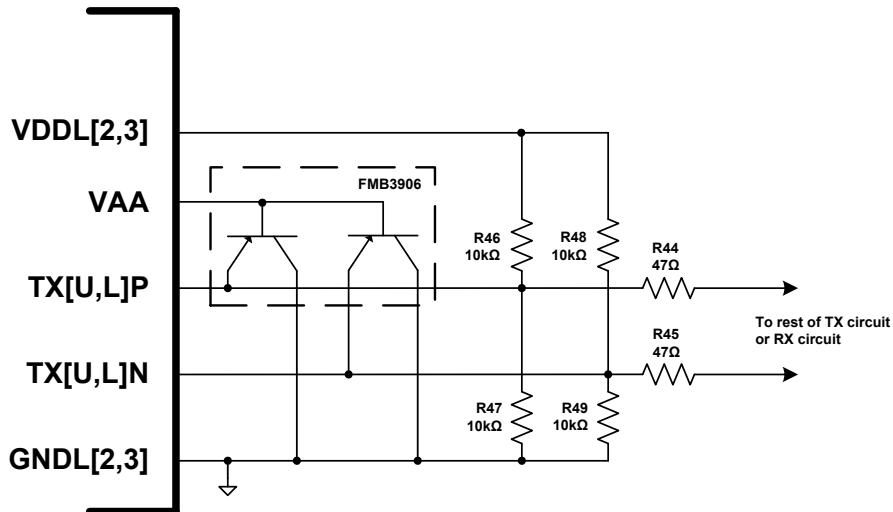 VDDL[2,3]
FMB3906
VAA
R46
10kΩ
R48
10kΩ
R44
47Ω
TX[U,L]P
To rest of TX circuit
or RX circuit
R45
47Ω
TX[U,L]N
R47
10kΩ
R49
10kΩ
GNDL[2,3]